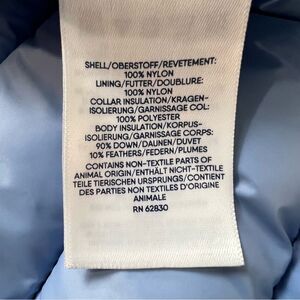 SHELL/OBERSTOFF/REVETEMENT:
100% NYLON
LINING/FUTTER/DOUBLURE:
100% NYLON
COLLAR INSULATION/KRAGEN-
ISOLIERUNG/GARNISSAGE COL:
100% POLYESTER
BODY INSULATION/KORPUS-
ISOLIERUNG/GARNISSAGE CORPS:
90% DOWN/DAUNEN/DUVET
10% FEATHERS/FEDERN/PLUMES
CONTAINS NON-TEXTILE PARTS OF
ANIMAL ORIGIN/ENTHÄLT NICHT-TEXTILE
TEILE TIERISCHEN URSPRUNGS/CONTIENT
DES PARTIES NON TEXTILES D'ORIGINE
ANIMALE
RN 62830